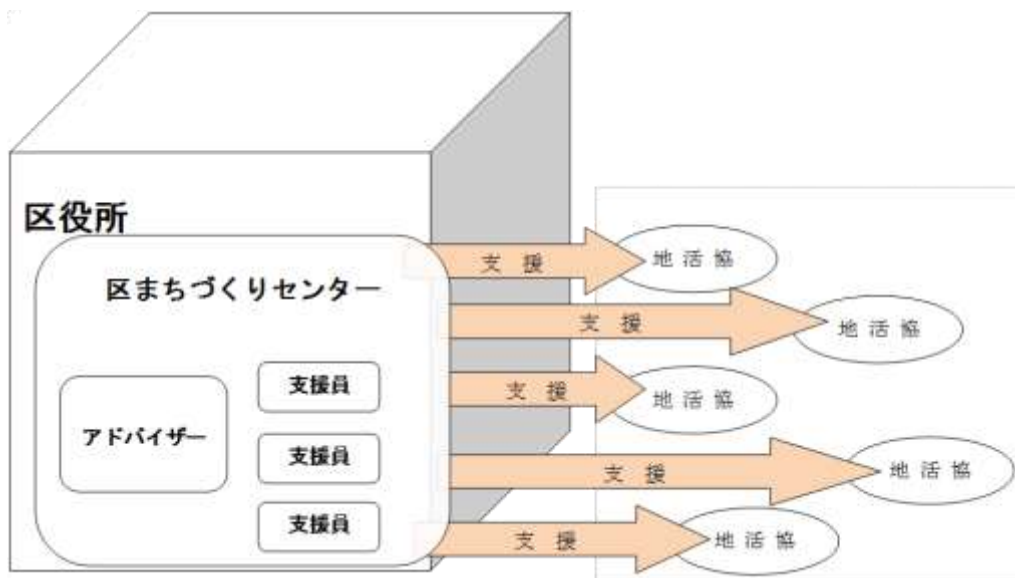 区役所
区まちづくりセンター
アドバイザー
支援員
支援員
支援員
支 援
地 活 協
支 援
地 活 協
支 援
地 活 協
支 援
地 活 協
支 援
地 活 協